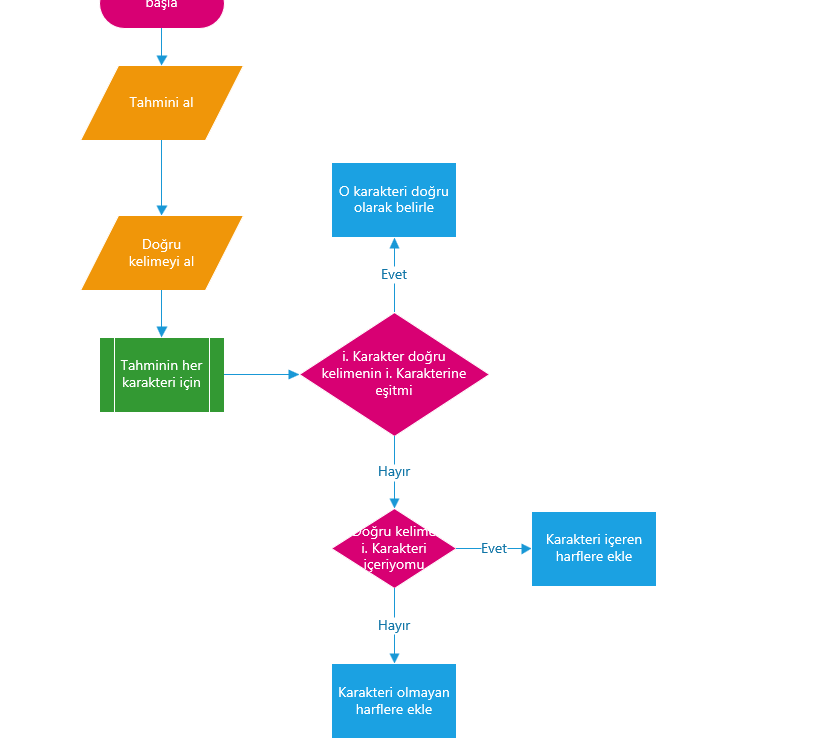 başla
Tahmini al
Doğru
kelimeyi al
Tahminin her
karakteri için
O karakteri doğru
olarak belirle
Evet
i. Karakter doğru
kelimenin i. Karakterine
eşitmi
Hayır
Doğru kelime
i. Karakteri
içeriyomu
Evet
Karakteri içeren
harflere ekle
Hayır
Karakteri olmayan
harflere ekle